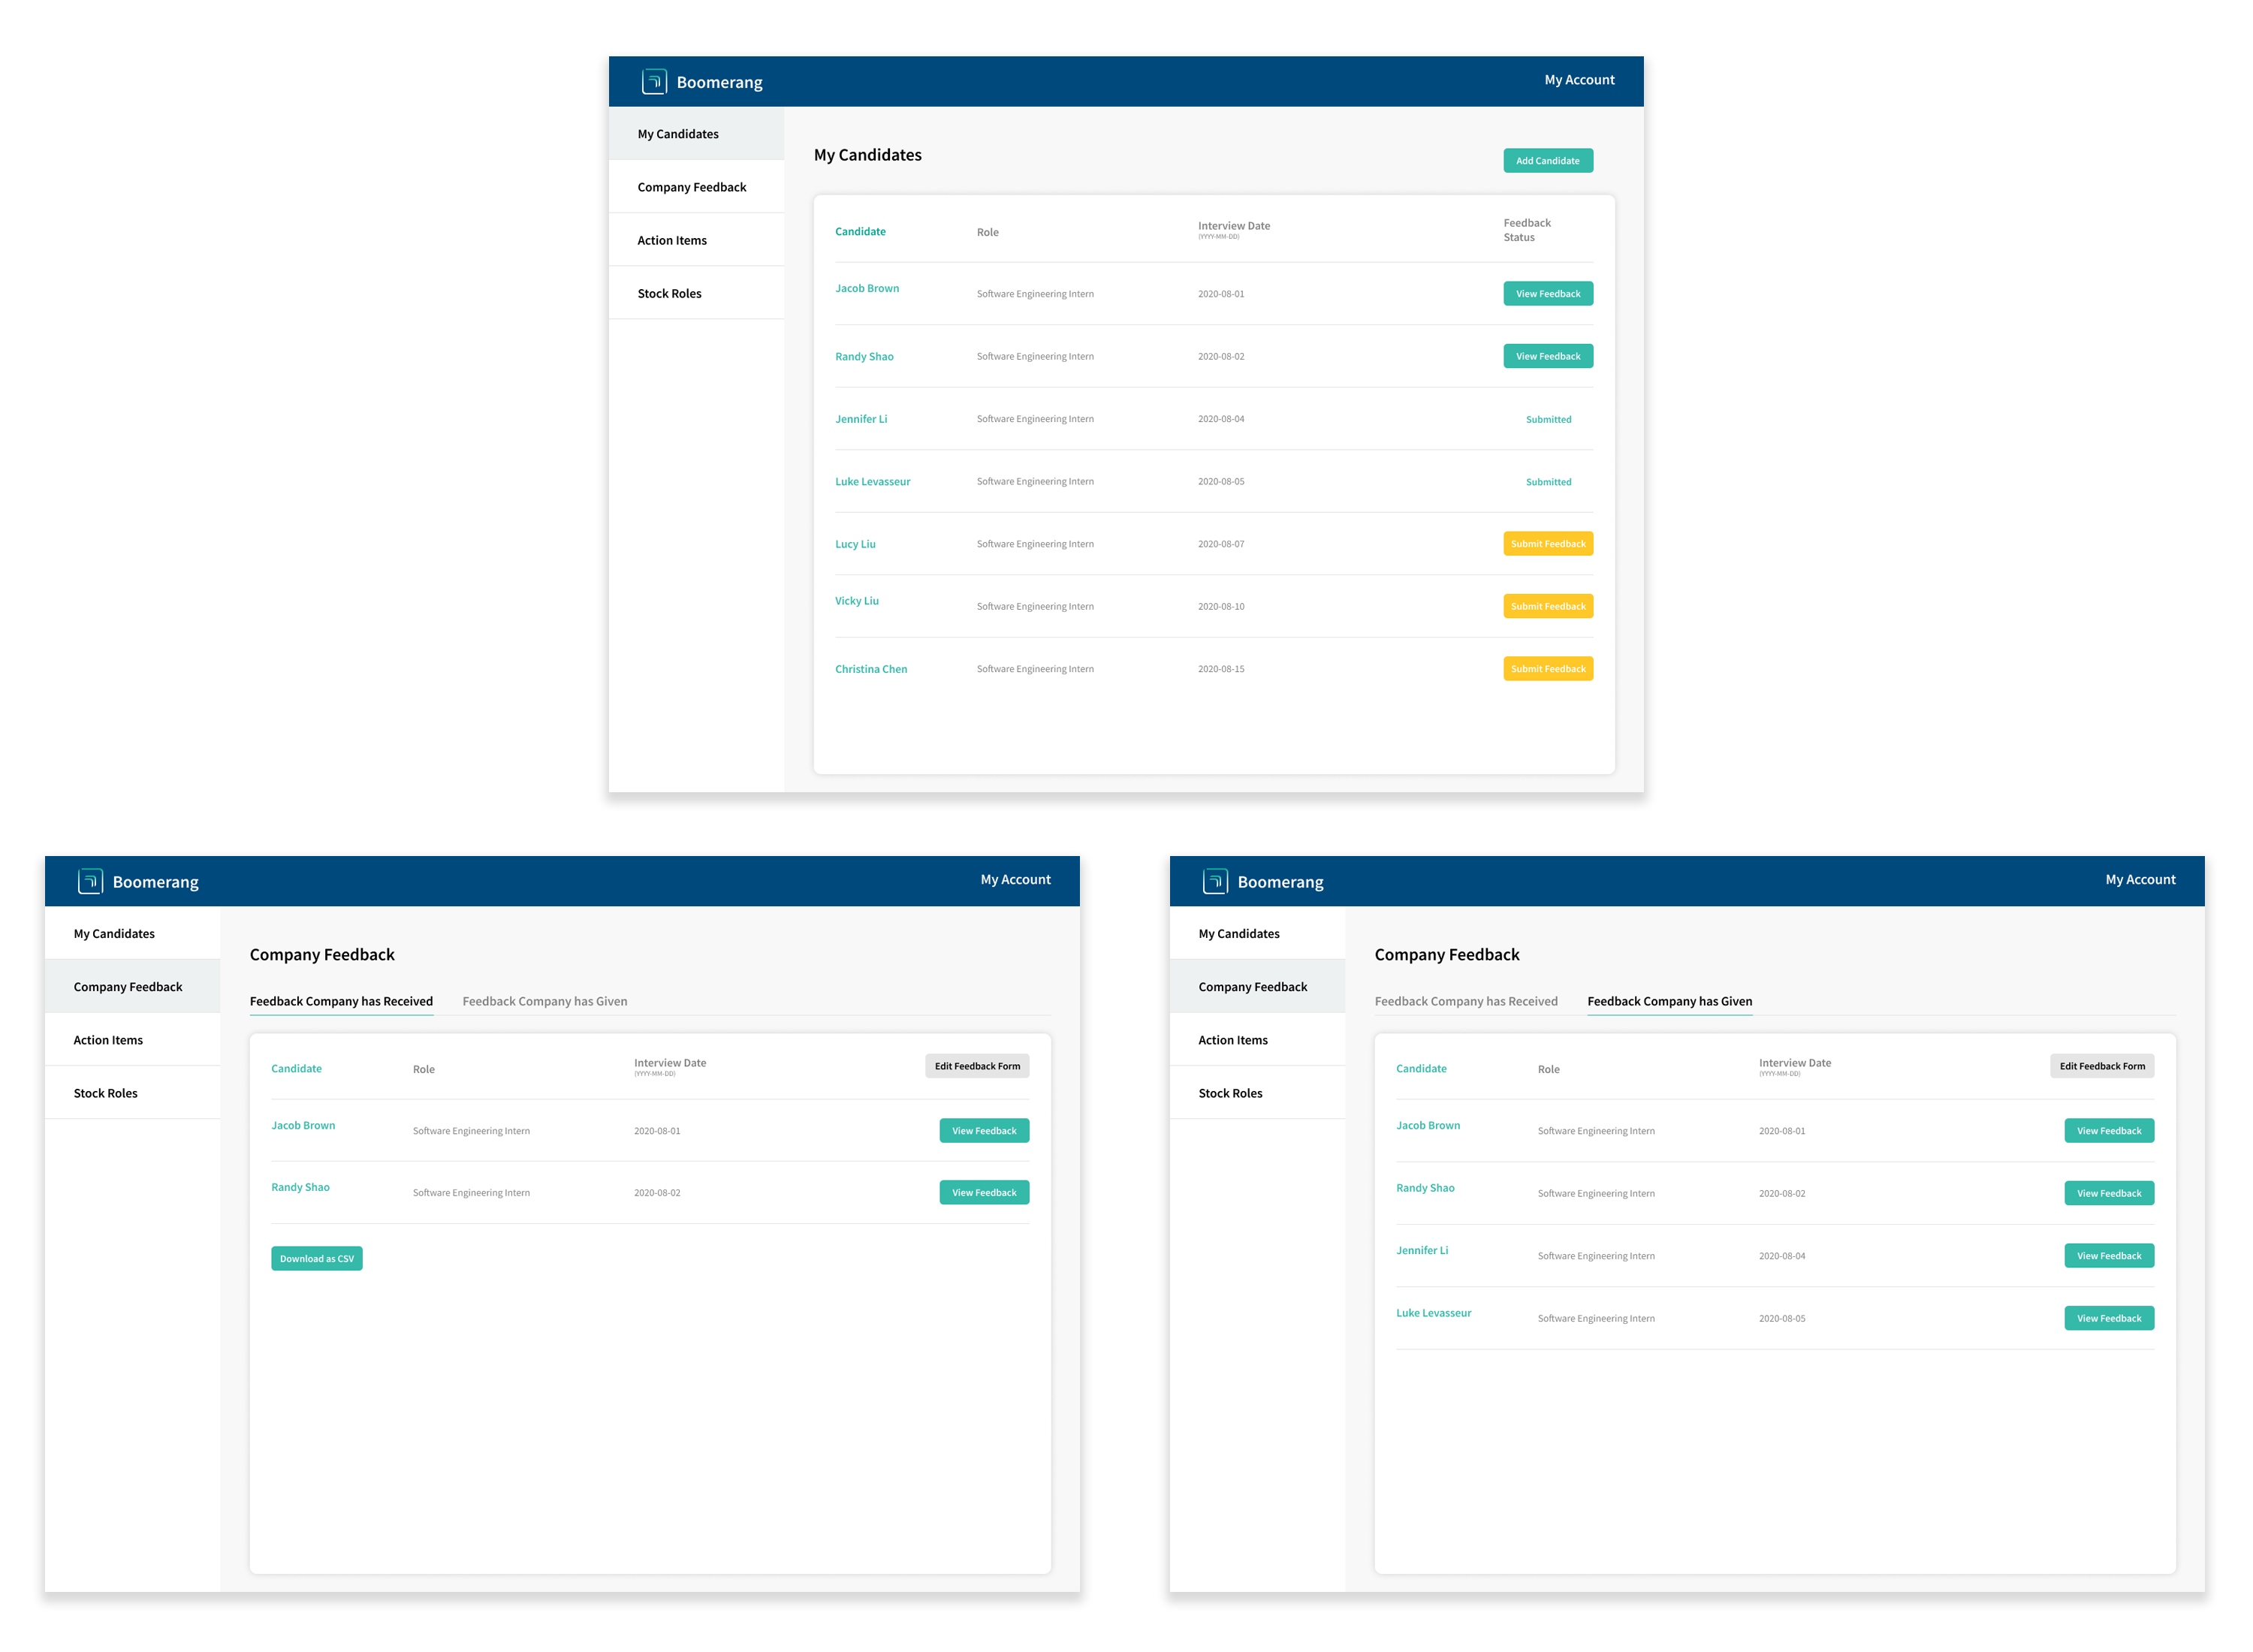 Boomerang
My Account
My Candidates
Company Feedback
Action Items
Stock Roles
My Candidates
Add Candidate
Candidate Role Interview Date Feedback
(YYYY-MM-DD) Status
Jacob Brown Software Engineering Intern 2020-08-01 View Feedback
Randy Shao Software Engineering Intern 2020-08-02 View Feedback
Jennifer Li Software Engineering Intern 2020-08-04 Submitted
Luke Levasseur Software Engineering Intern 2020-08-05 Submitted
Lucy Liu Software Engineering Intern 2020-08-07 Submit Feedback
Vicky Liu Software Engineering Intern 2020-08-10 Submit Feedback
Christina Chen Software Engineering Intern 2020-08-15 Submit Feedback
Boomerang
My Account
My Candidates
Company Feedback
Action Items
Stock Roles
Company Feedback
Feedback Company has Received Feedback Company has Given
Candidate Role Interview Date Edit Feedback Form
(YYYY-MM-DD)
Jacob Brown Software Engineering Intern 2020-08-01 View Feedback
Randy Shao Software Engineering Intern 2020-08-02 View Feedback
Download as CSV
Boomerang
My Account
My Candidates
Company Feedback
Action Items
Stock Roles
Company Feedback
Feedback Company has Received Feedback Company has Given
Candidate Role Interview Date Edit Feedback Form
(YYYY-MM-DD)
Jacob Brown Software Engineering Intern 2020-08-01 View Feedback
Randy Shao Software Engineering Intern 2020-08-02 View Feedback
Jennifer Li Software Engineering Intern 2020-08-04 View Feedback
Luke Levasseur Software Engineering Intern 2020-08-05 View Feedback